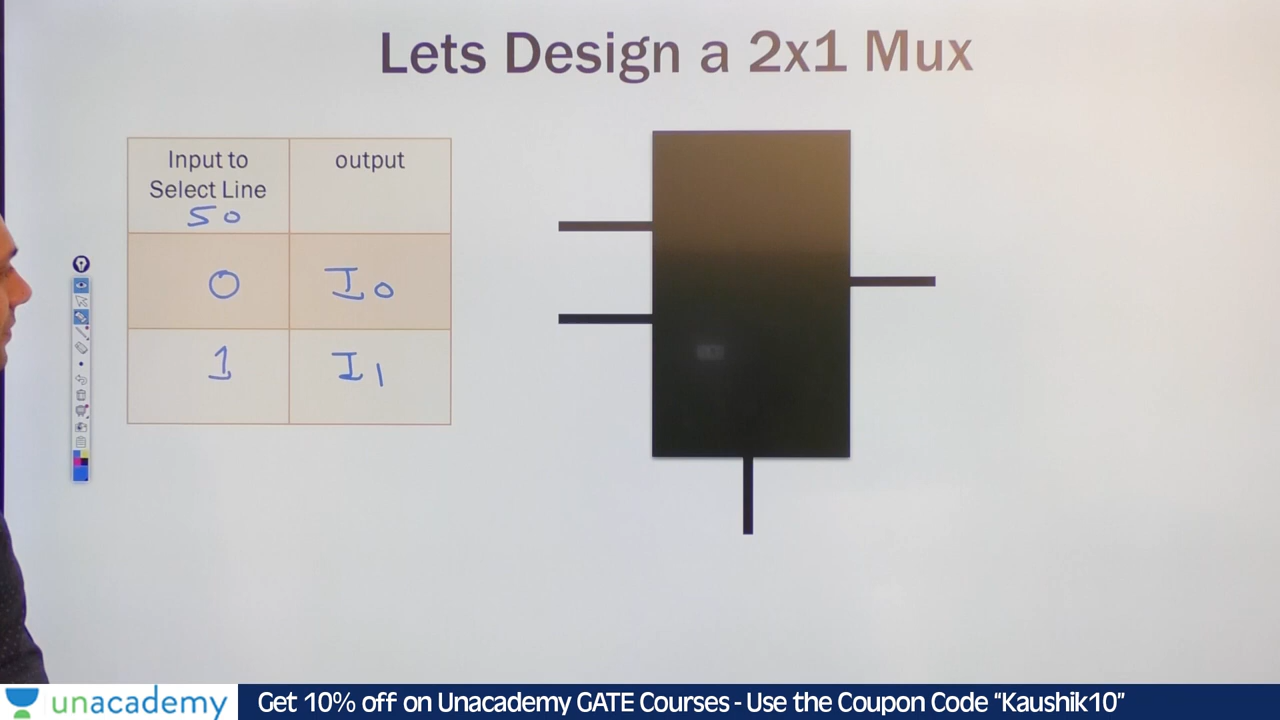 Lets Design a 2x1 Mux
Input to
Select Line
S0
output
0
I0
1
I1
unacademy
Get 10% off on Unacademy GATE Courses - Use the Coupon Code “Kaushik10”